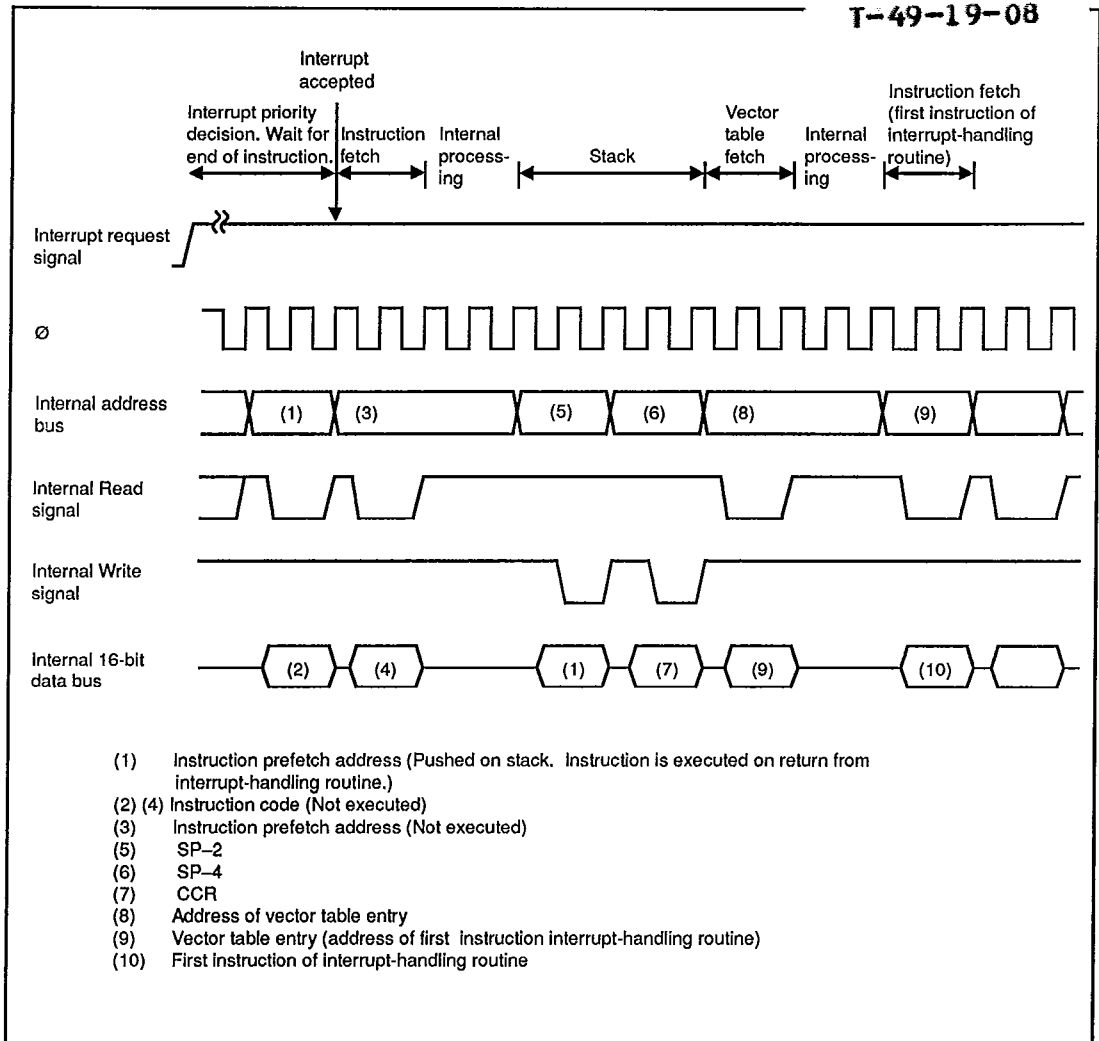 T-49-19-08
Interrupt
accepted
Interrupt priority
decision. Wait for
end of instruction.
Instruction
fetch
Internal
process-
ing
Stack
Vector
table
fetch
Internal
process-
ing
Instruction fetch
(first instruction of
interrupt-handling
routine)
Interrupt request
signal
Ø
Internal address
bus
(1)
(3)
(5)
(6)
(8)
(9)
Internal Read
signal
Internal Write
signal
Internal 16-bit
data bus
(2)
(4)
(1)
(7)
(9)
(10)
(1) Instruction prefetch address (Pushed on stack. Instruction is executed on return from
interrupt-handling routine.)
(2) (4) Instruction code (Not executed)
(3) Instruction prefetch address (Not executed)
(5) SP–2
(6) SP–4
(7) CCR
(8) Address of vector table entry
(9) Vector table entry (address of first instruction interrupt-handling routine)
(10) First instruction of interrupt-handling routine